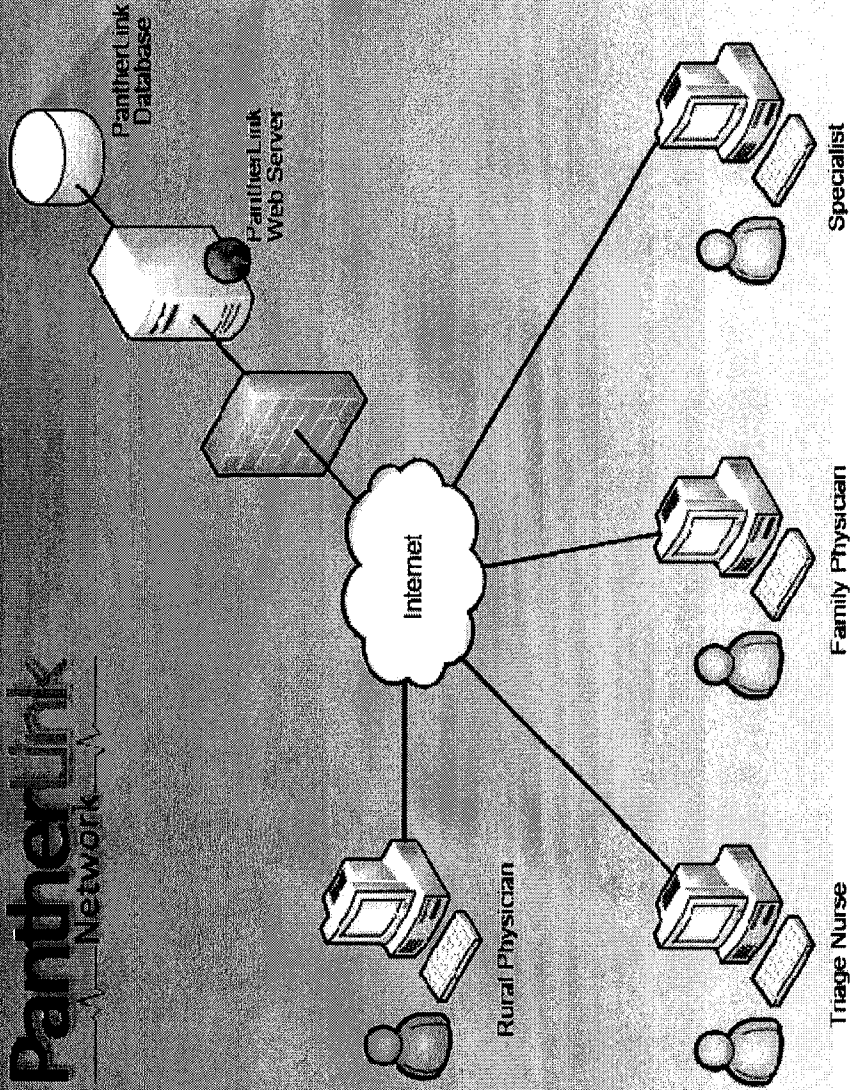 PantherLink
Network
PantherLink
Database
PantherLink
Web Server
Internet
Rural Physician
Triage Nurse
Family Physician
Specialist